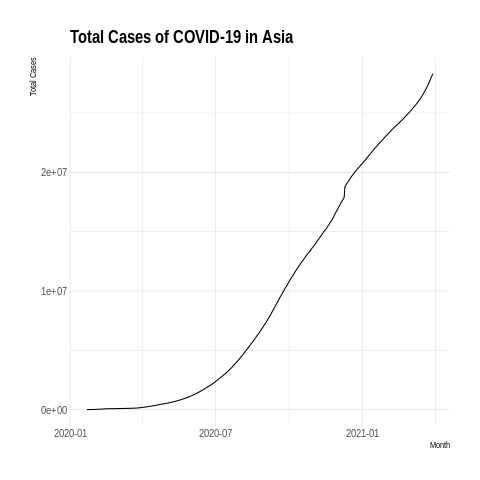 Total Cases of COVID-19 in Asia
Total Cases
2e+07
1e+07
0e+00
2020-01 2020-07 2021-01
Month